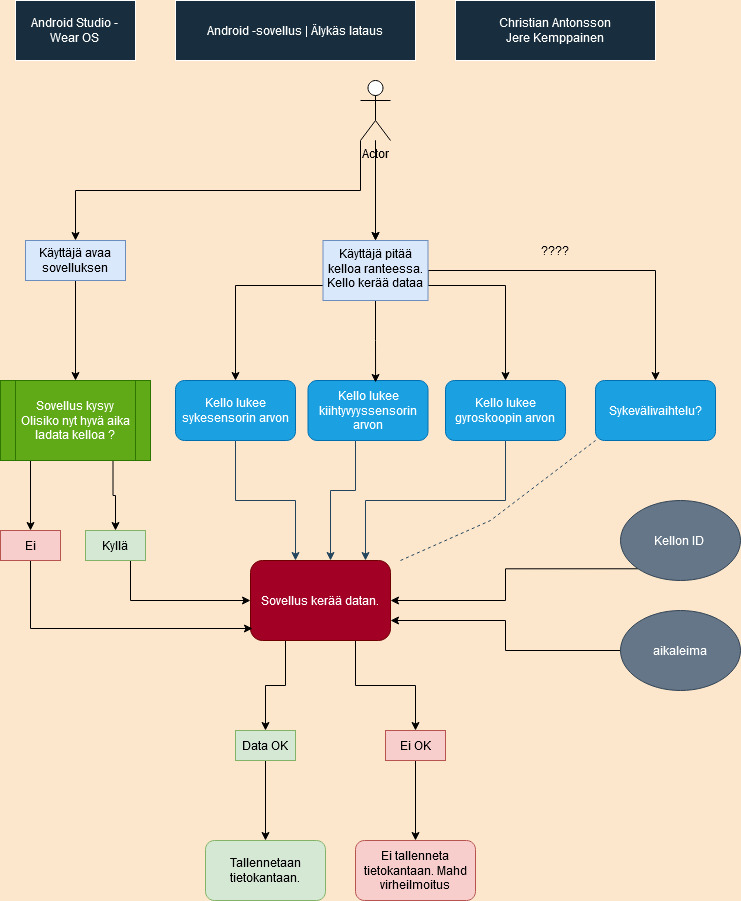 Android Studio -
Wear OS
Android -sovellus | Älykäs lataus
Christian Antonsson
Jere Kemppainen
Actor
Käyttäjä avaa
sovelluksen
Käyttäjä pitää
kelloa ranteessa.
Kello kerää dataa
????
Sovellus kysyy
Olisiko nyt hyvä aika
ladata kelloa ?
Kello lukee
sykesensorin arvon
Kello lukee
kiihtyvyyssensorin
arvon
Kello lukee
gyroskoopin arvon
Sykevälivaihtelu?
Ei
Kyllä
Kellon ID
Sovellus kerää datan.
aikaleima
Data OK
Ei OK
Tallennetaan
tietokantaan.
Ei tallenneta
tietokantaan. Mahd
virheilmoitus